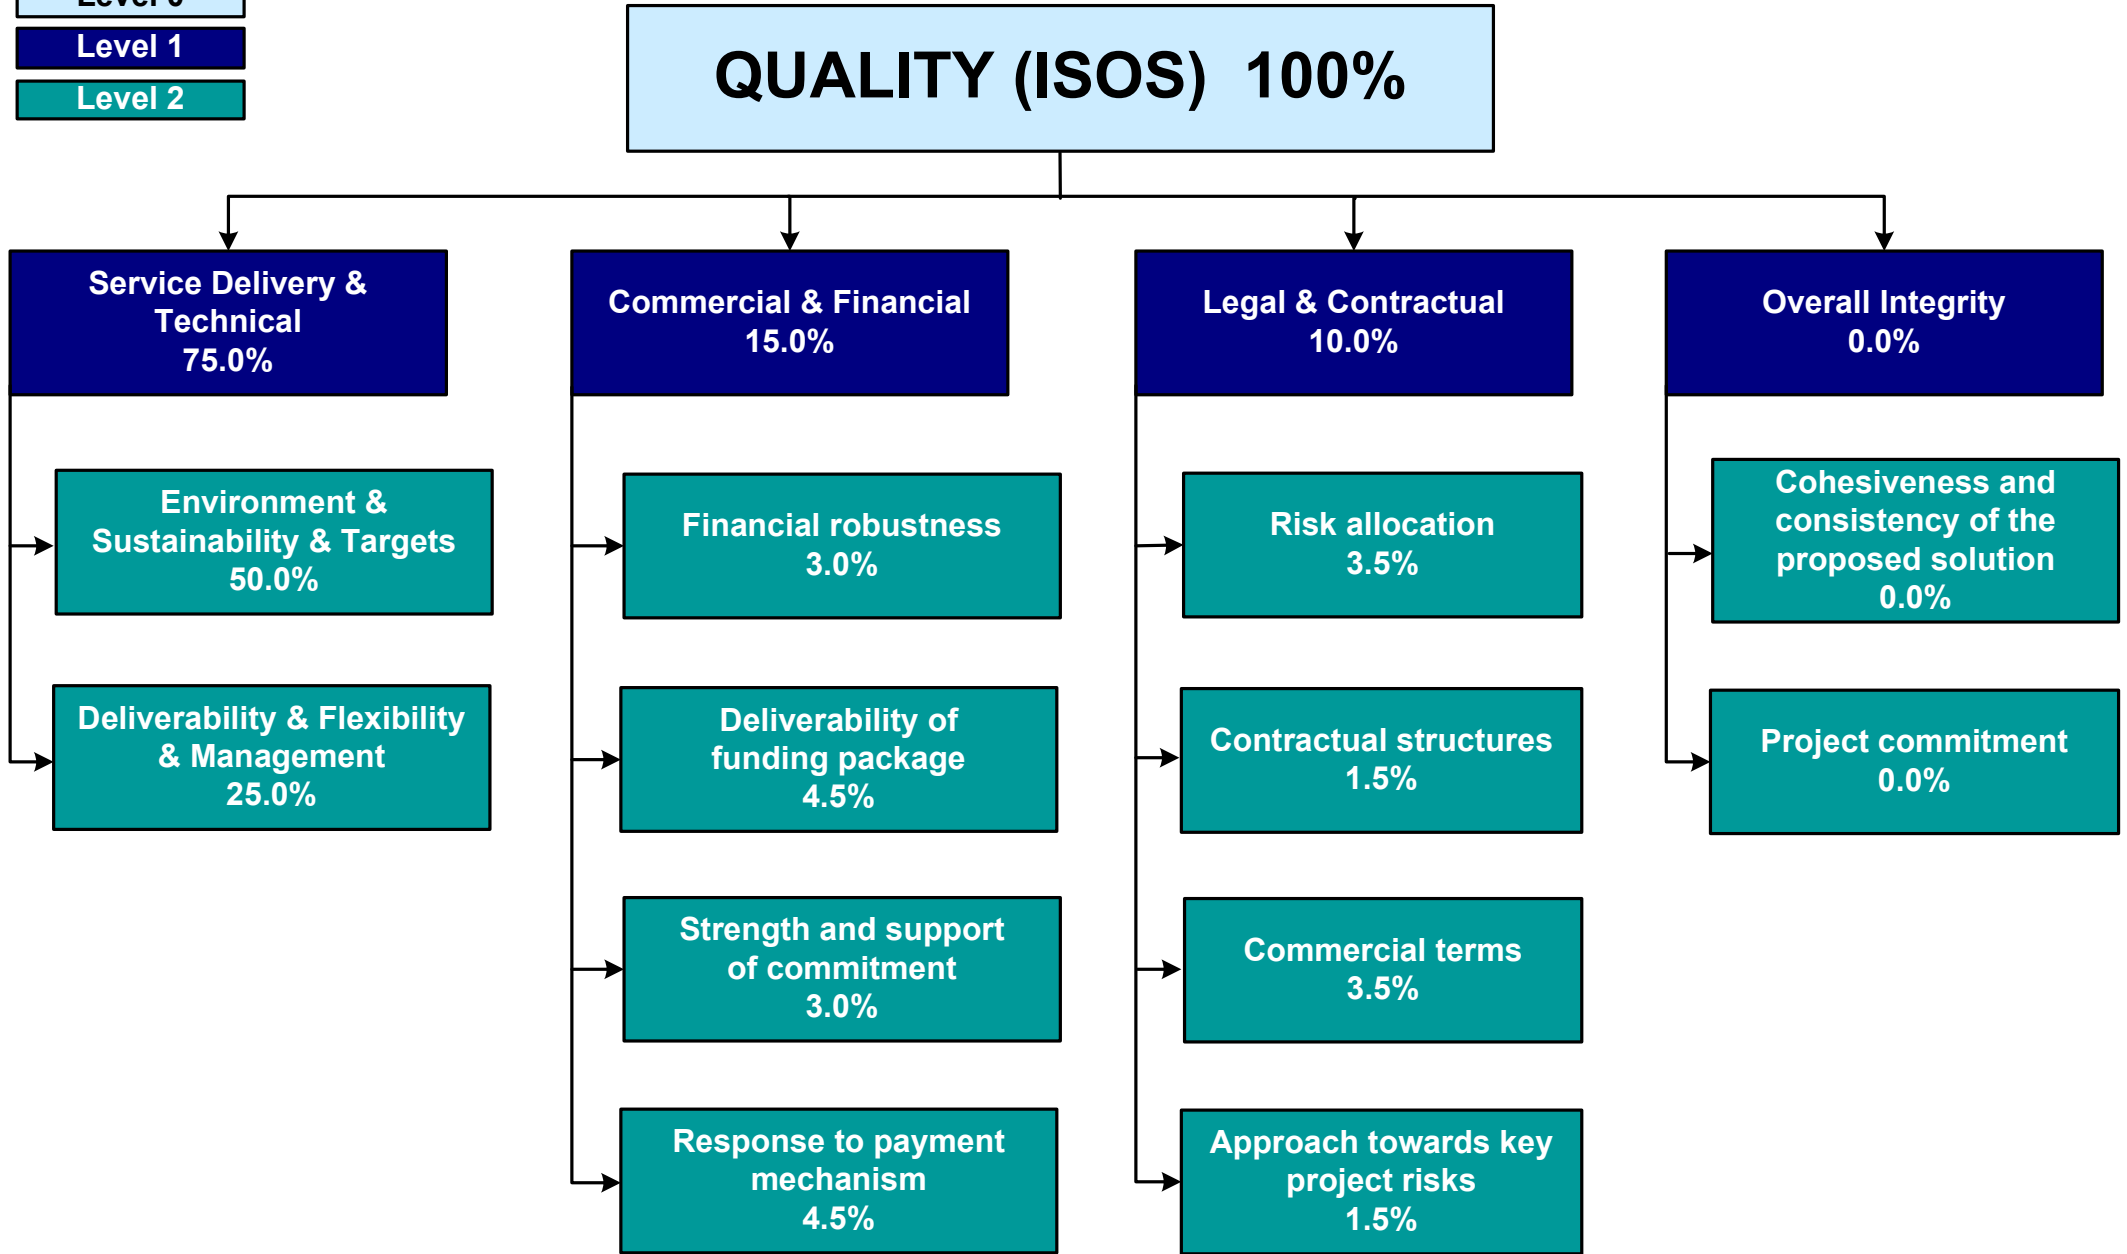 Level 0
Level 1
Level 2
QUALITY (ISOS) 100%
Service Delivery &
Technical
75.0%
Commercial & Financial
15.0%
Legal & Contractual
10.0%
Overall Integrity
0.0%
Environment &
Sustainability & Targets
50.0%
Deliverability & Flexibility
& Management
25.0%
Financial robustness
3.0%
Deliverability of
funding package
4.5%
Strength and support
of commitment
3.0%
Response to payment
mechanism
4.5%
Risk allocation
3.5%
Contractual structures
1.5%
Commercial terms
3.5%
Approach towards key
project risks
1.5%
Cohesiveness and
consistency of the
proposed solution
0.0%
Project commitment
0.0%